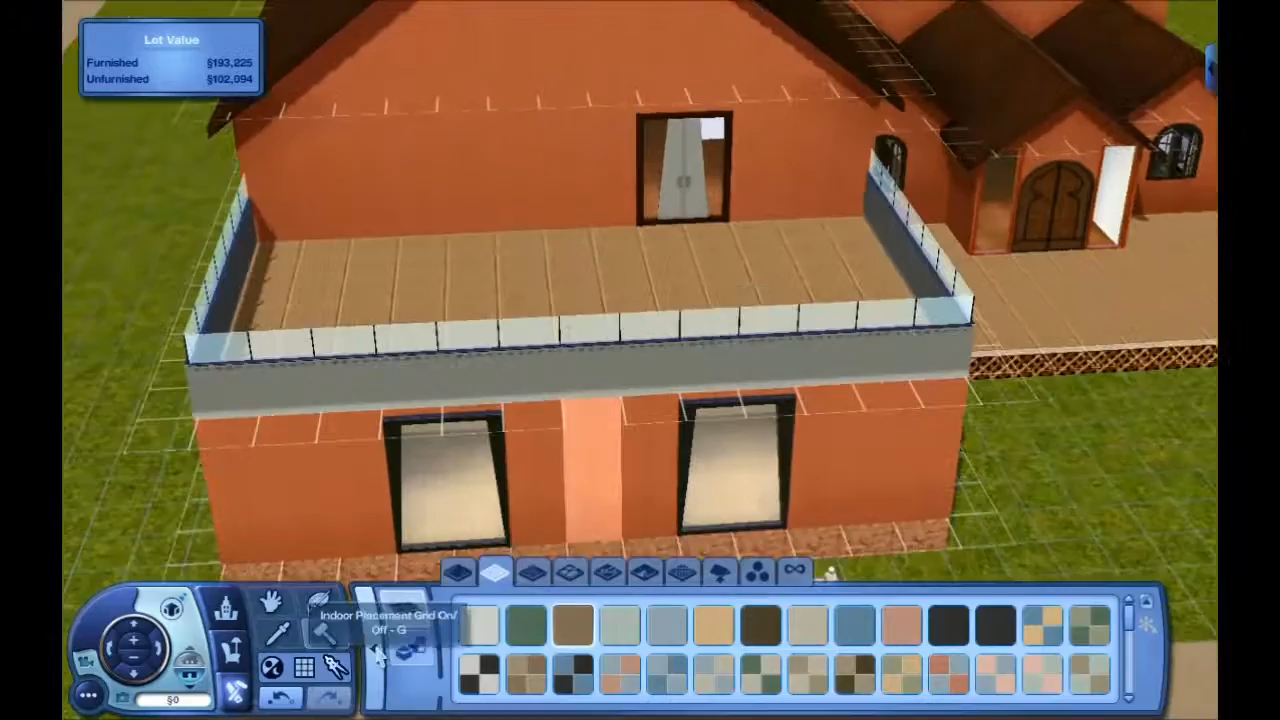 Lot Value
Furnished §193,225
Unfurnished §102,094
Indoor Placement Grid On/
Off - G
§0